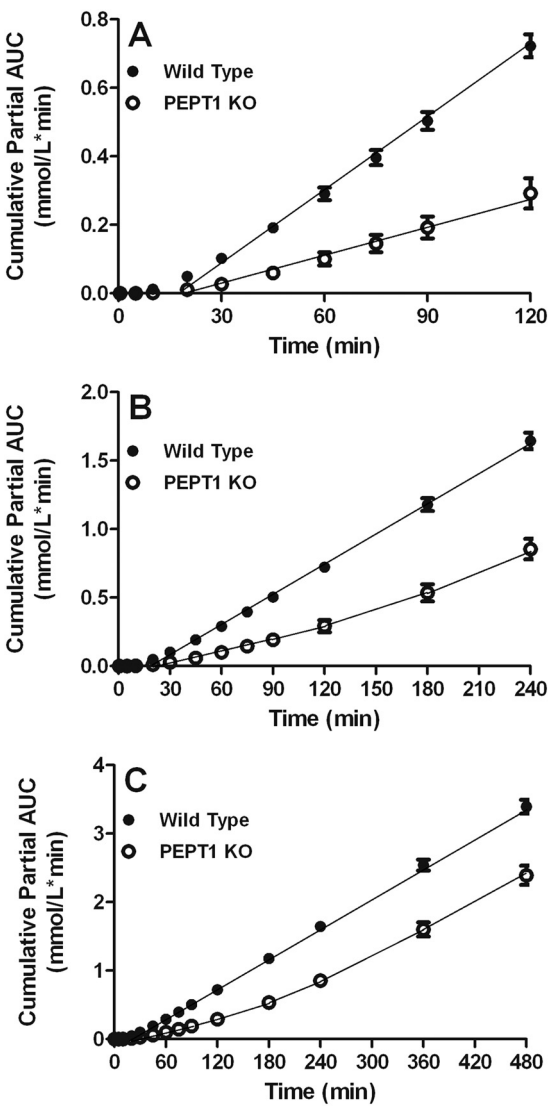 A
Wild Type
PEPT1 KO
Cumulative Partial AUC
(mmol/L*min)
0.8
0.6
0.4
0.2
0.0
0 30 60 90 120
Time (min)
B
Wild Type
PEPT1 KO
Cumulative Partial AUC
(mmol/L*min)
2.0
1.5
1.0
0.5
0.0
0 30 60 90 120 150 180 210 240
Time (min)
C
Wild Type
PEPT1 KO
Cumulative Partial AUC
(mmol/L*min)
4
3
2
1
0
0 60 120 180 240 300 360 420 480
Time (min)